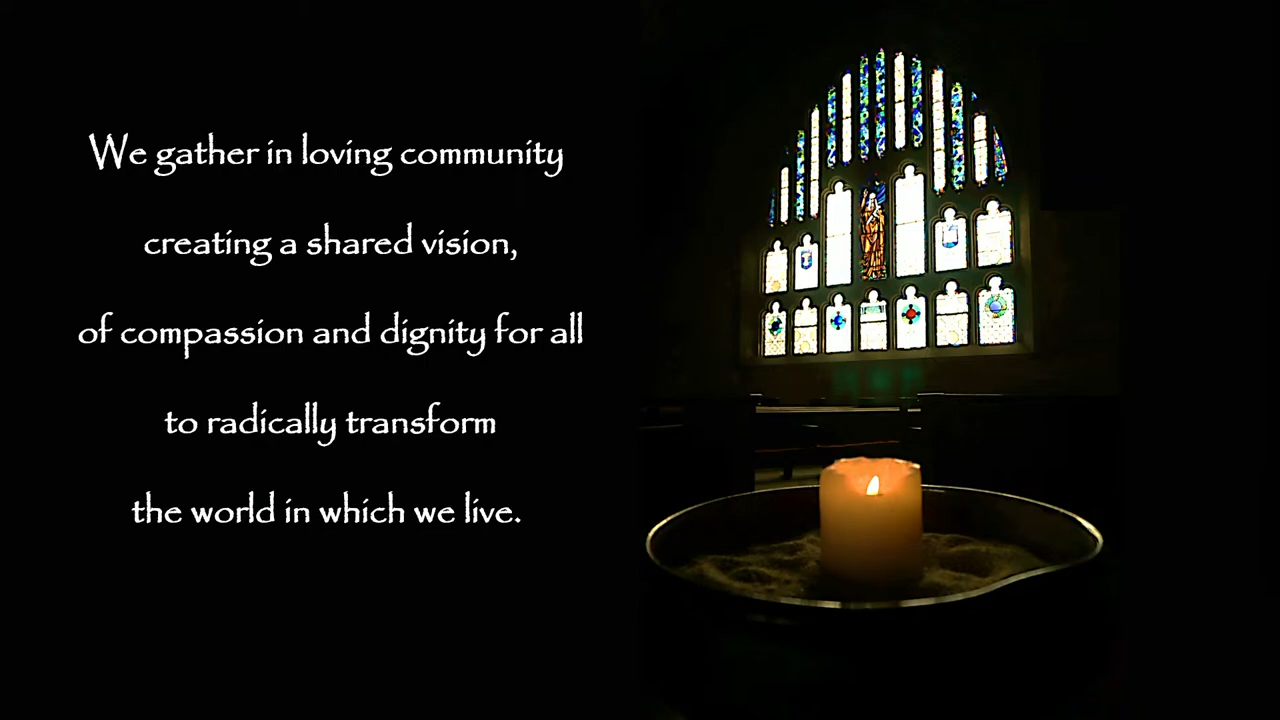 We gather in loving community
creating a shared vision,
of compassion and dignity for all
to radically transform
the world in which we live.